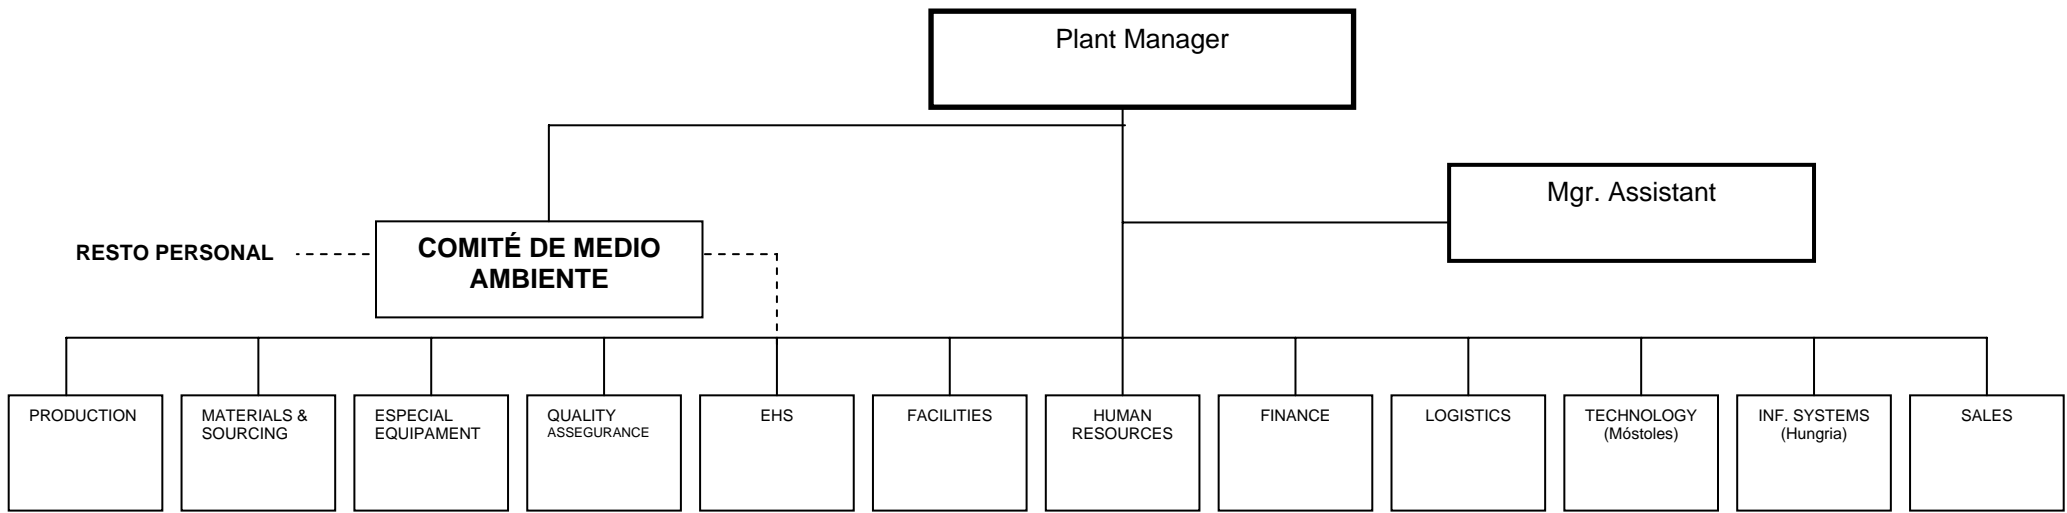 Plant Manager
Mgr. Assistant
RESTO PERSONAL
COMITÉ DE MEDIO
AMBIENTE
PRODUCTION
MATERIALS &
SOURCING
ESPECIAL
EQUIPAMENT
QUALITY
ASSEGURANCE
EHS
FACILITIES
HUMAN
RESOURCES
FINANCE
LOGISTICS
TECHNOLOGY
(Móstoles)
INF. SYSTEMS
(Hungria)
SALES